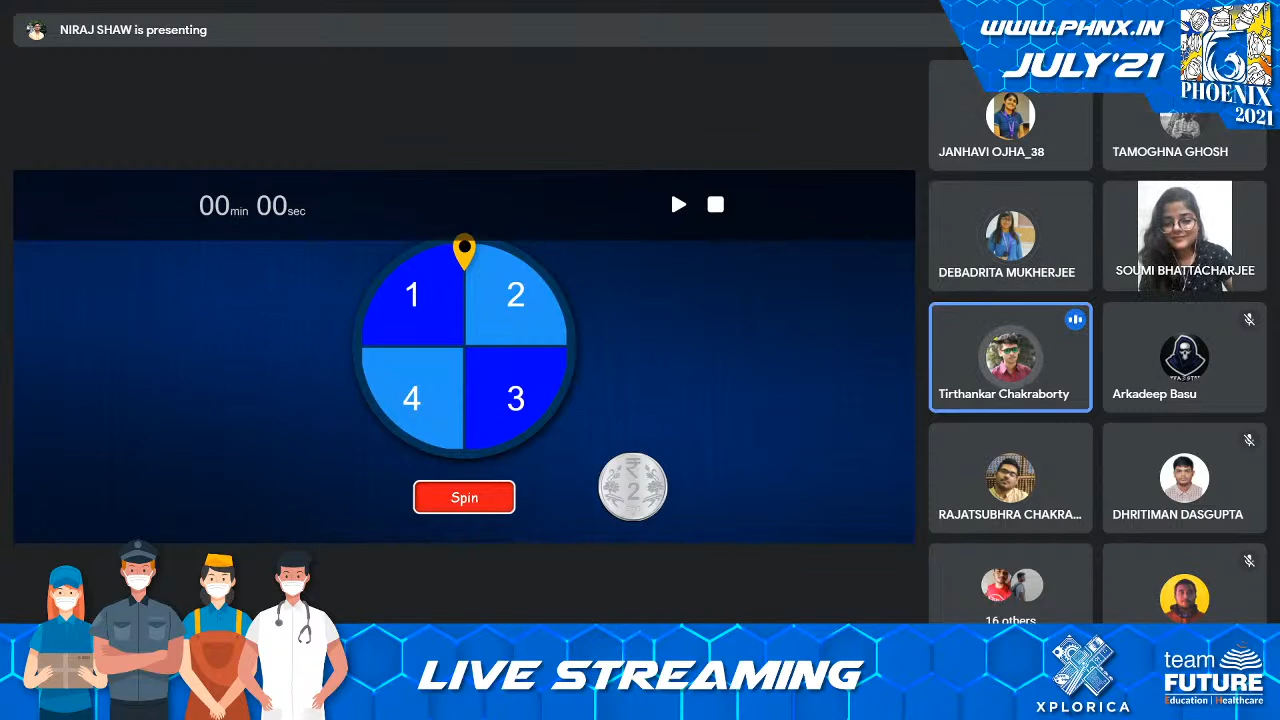 NIRAJ SHAW is presenting
WWW.PHNX.IN
JULY'21
PHOENIX
2021
00min 00sec
1
2
4
3
Spin
₹
2
JANHAVI OJHA_38
TAMOGHNA GHOSH
DEBADRITA MUKHERJEE
SOUMI BHATTACHARJEE
Tirthankar Chakraborty
Arkadeep Basu
RAJATSUBHRA CHAKRA...
DHRITIMAN DASGUPTA
16 others
LIVE STREAMING
XPLORICA
team
FUTURE
Education | Healthcare